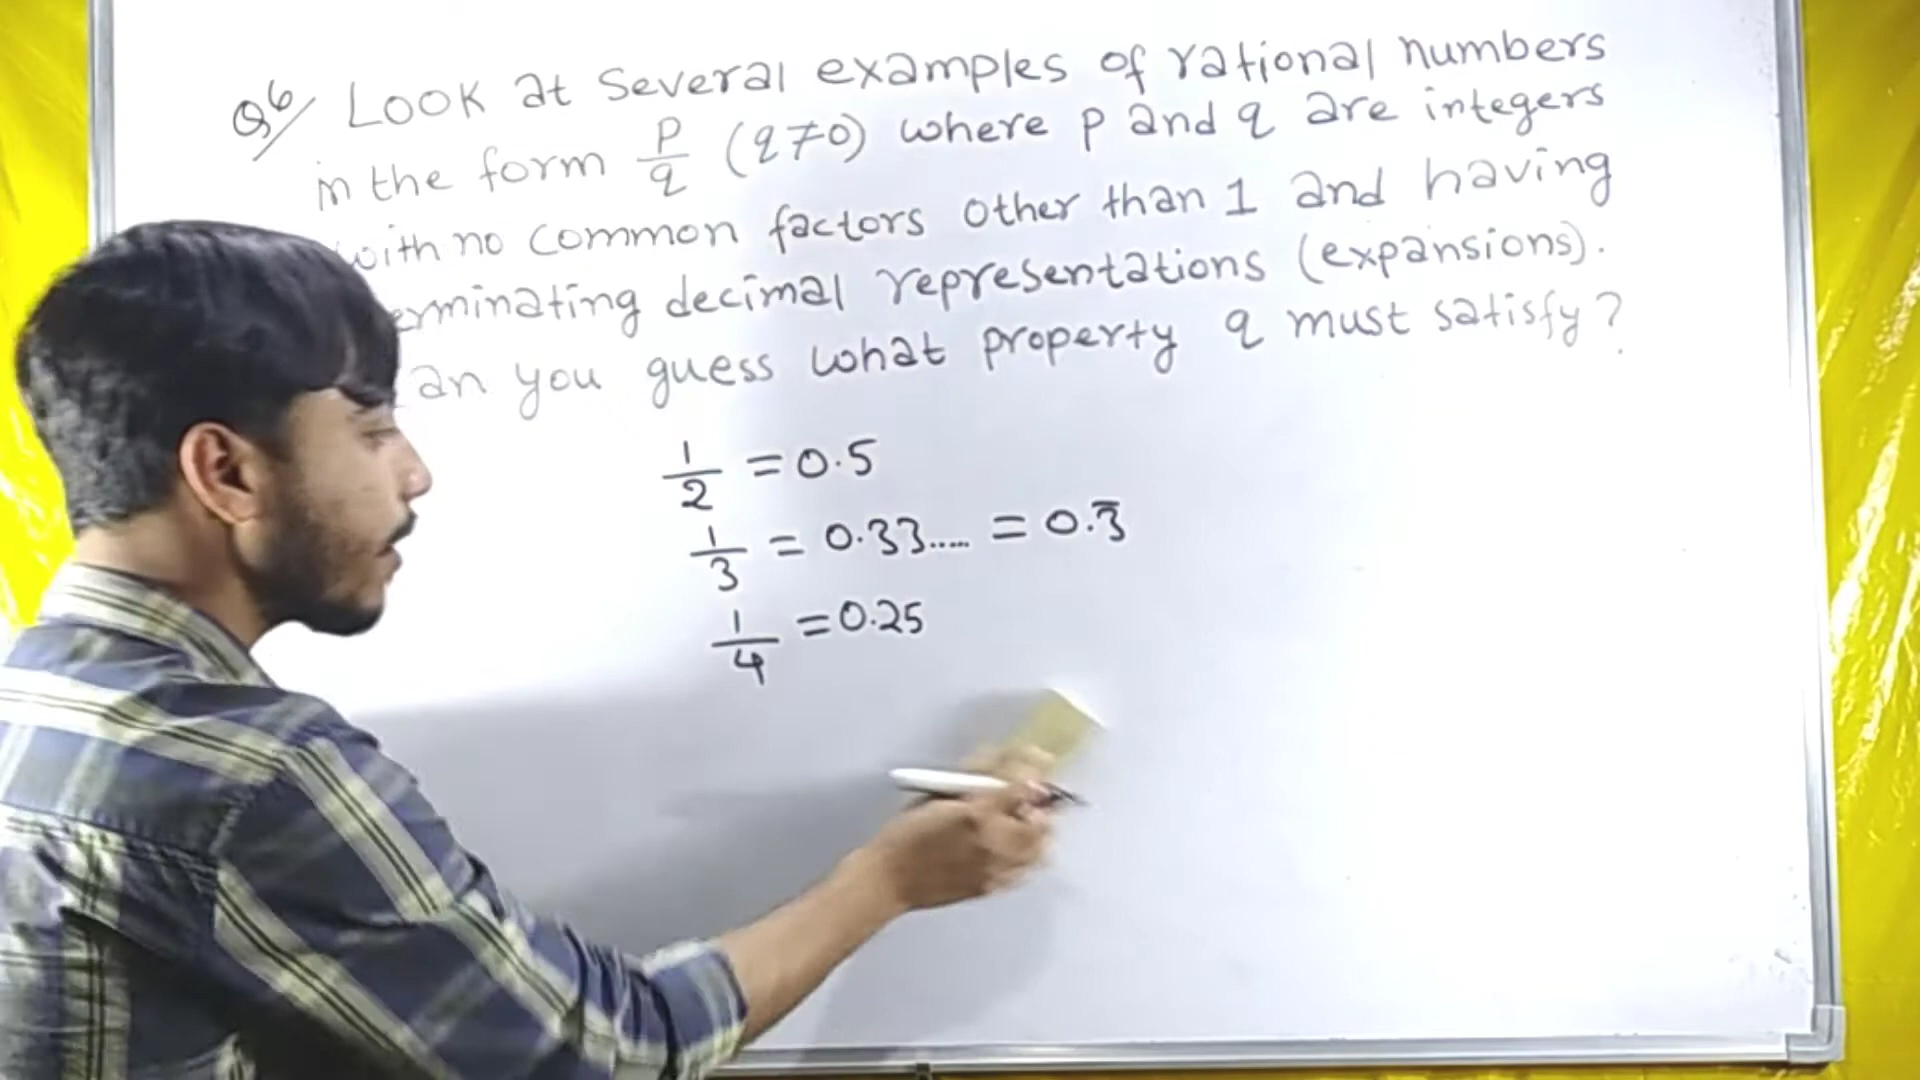 Q6/ Look at several examples of rational numbers
in the form p/q (q≠0) where p and q are integers
with no common factors other than 1 and having
erminating decimal representations (expansions).
an you guess what property q must satisfy?
1/2 = 0.5
1/3 = 0.33..... = 0.3̅
1/4 = 0.25